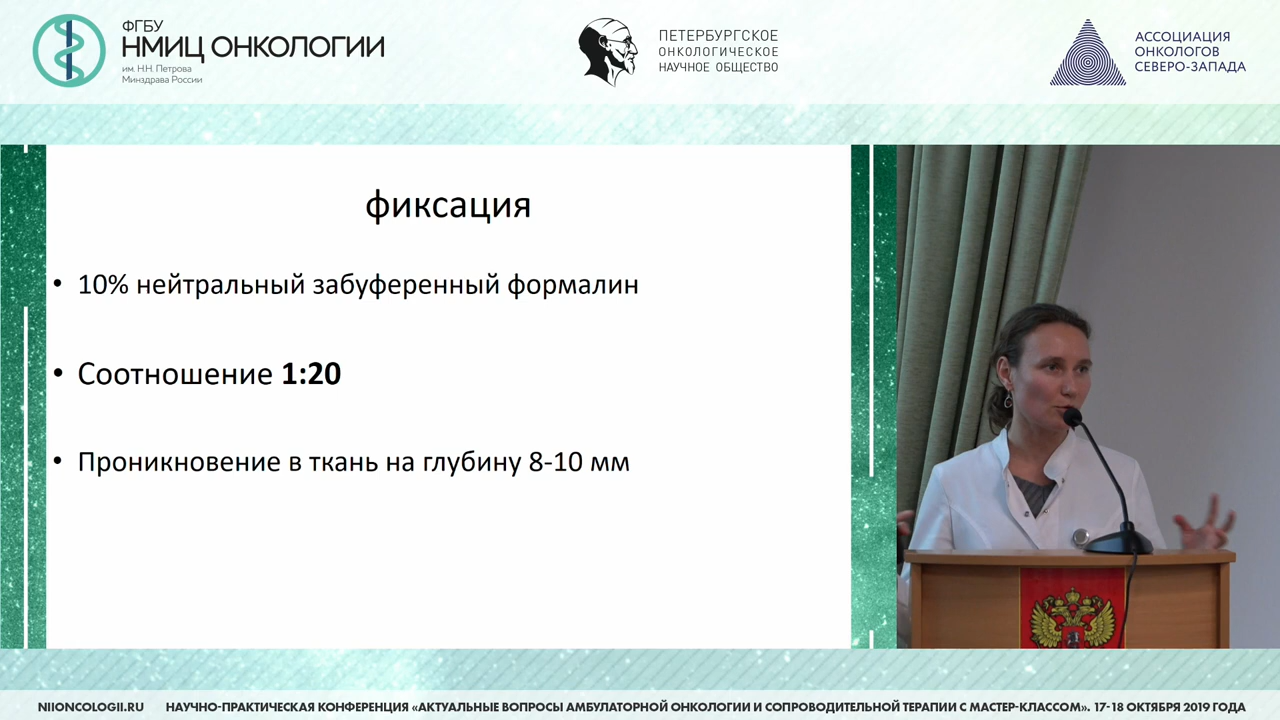 ФГБУ
НМИЦ ОНКОЛОГИИ
им. Н.Н. Петрова
Минздрава России
ПЕТЕРБУРГСКОЕ
ОНКОЛОГИЧЕСКОЕ
НАУЧНОЕ ОБЩЕСТВО
АССОЦИАЦИЯ
ОНКОЛОГОВ
СЕВЕРО-ЗАПАДА
фиксация
• 10% нейтральный забуференный формалин
• Соотношение 1:20
• Проникновение в ткань на глубину 8-10 мм
NIIONCOLOGII.RU НАУЧНО-ПРАКТИЧЕСКАЯ КОНФЕРЕНЦИЯ «АКТУАЛЬНЫЕ ВОПРОСЫ АМБУЛАТОРНОЙ ОНКОЛОГИИ И СОПРОВОДИТЕЛЬНОЙ ТЕРАПИИ С МАСТЕР-КЛАССОМ». 17-18 ОКТЯБРЯ 2019 ГОДА